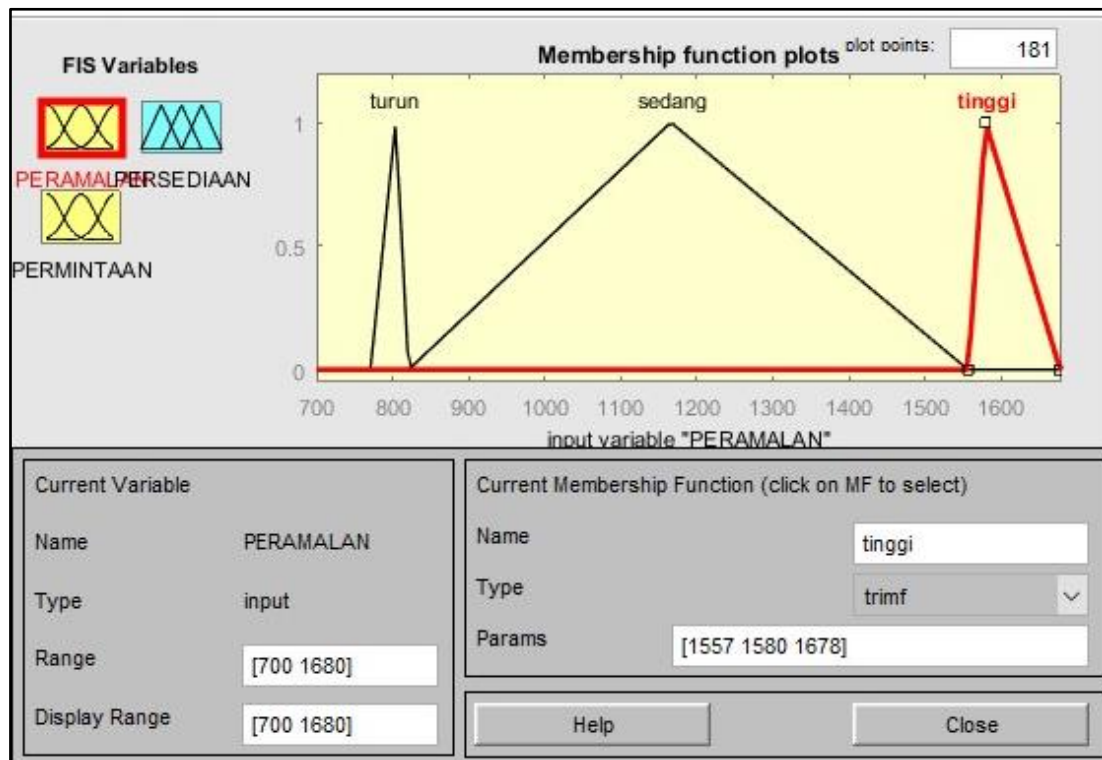 FIS Variables
Membership function plots
plot points:
181
PERAMALAN
PERSEDIAAN
PERMINTAAN
turun
sedang
tinggi
1
0.5
0
700 800 900 1000 1100 1200 1300 1400 1500 1600
input variable "PERAMALAN"
Current Variable
Name PERAMALAN
Type input
Range [700 1680]
Display Range [700 1680]
Current Membership Function (click on MF to select)
Name tinggi
Type trimf
Params [1557 1580 1678]
Help
Close